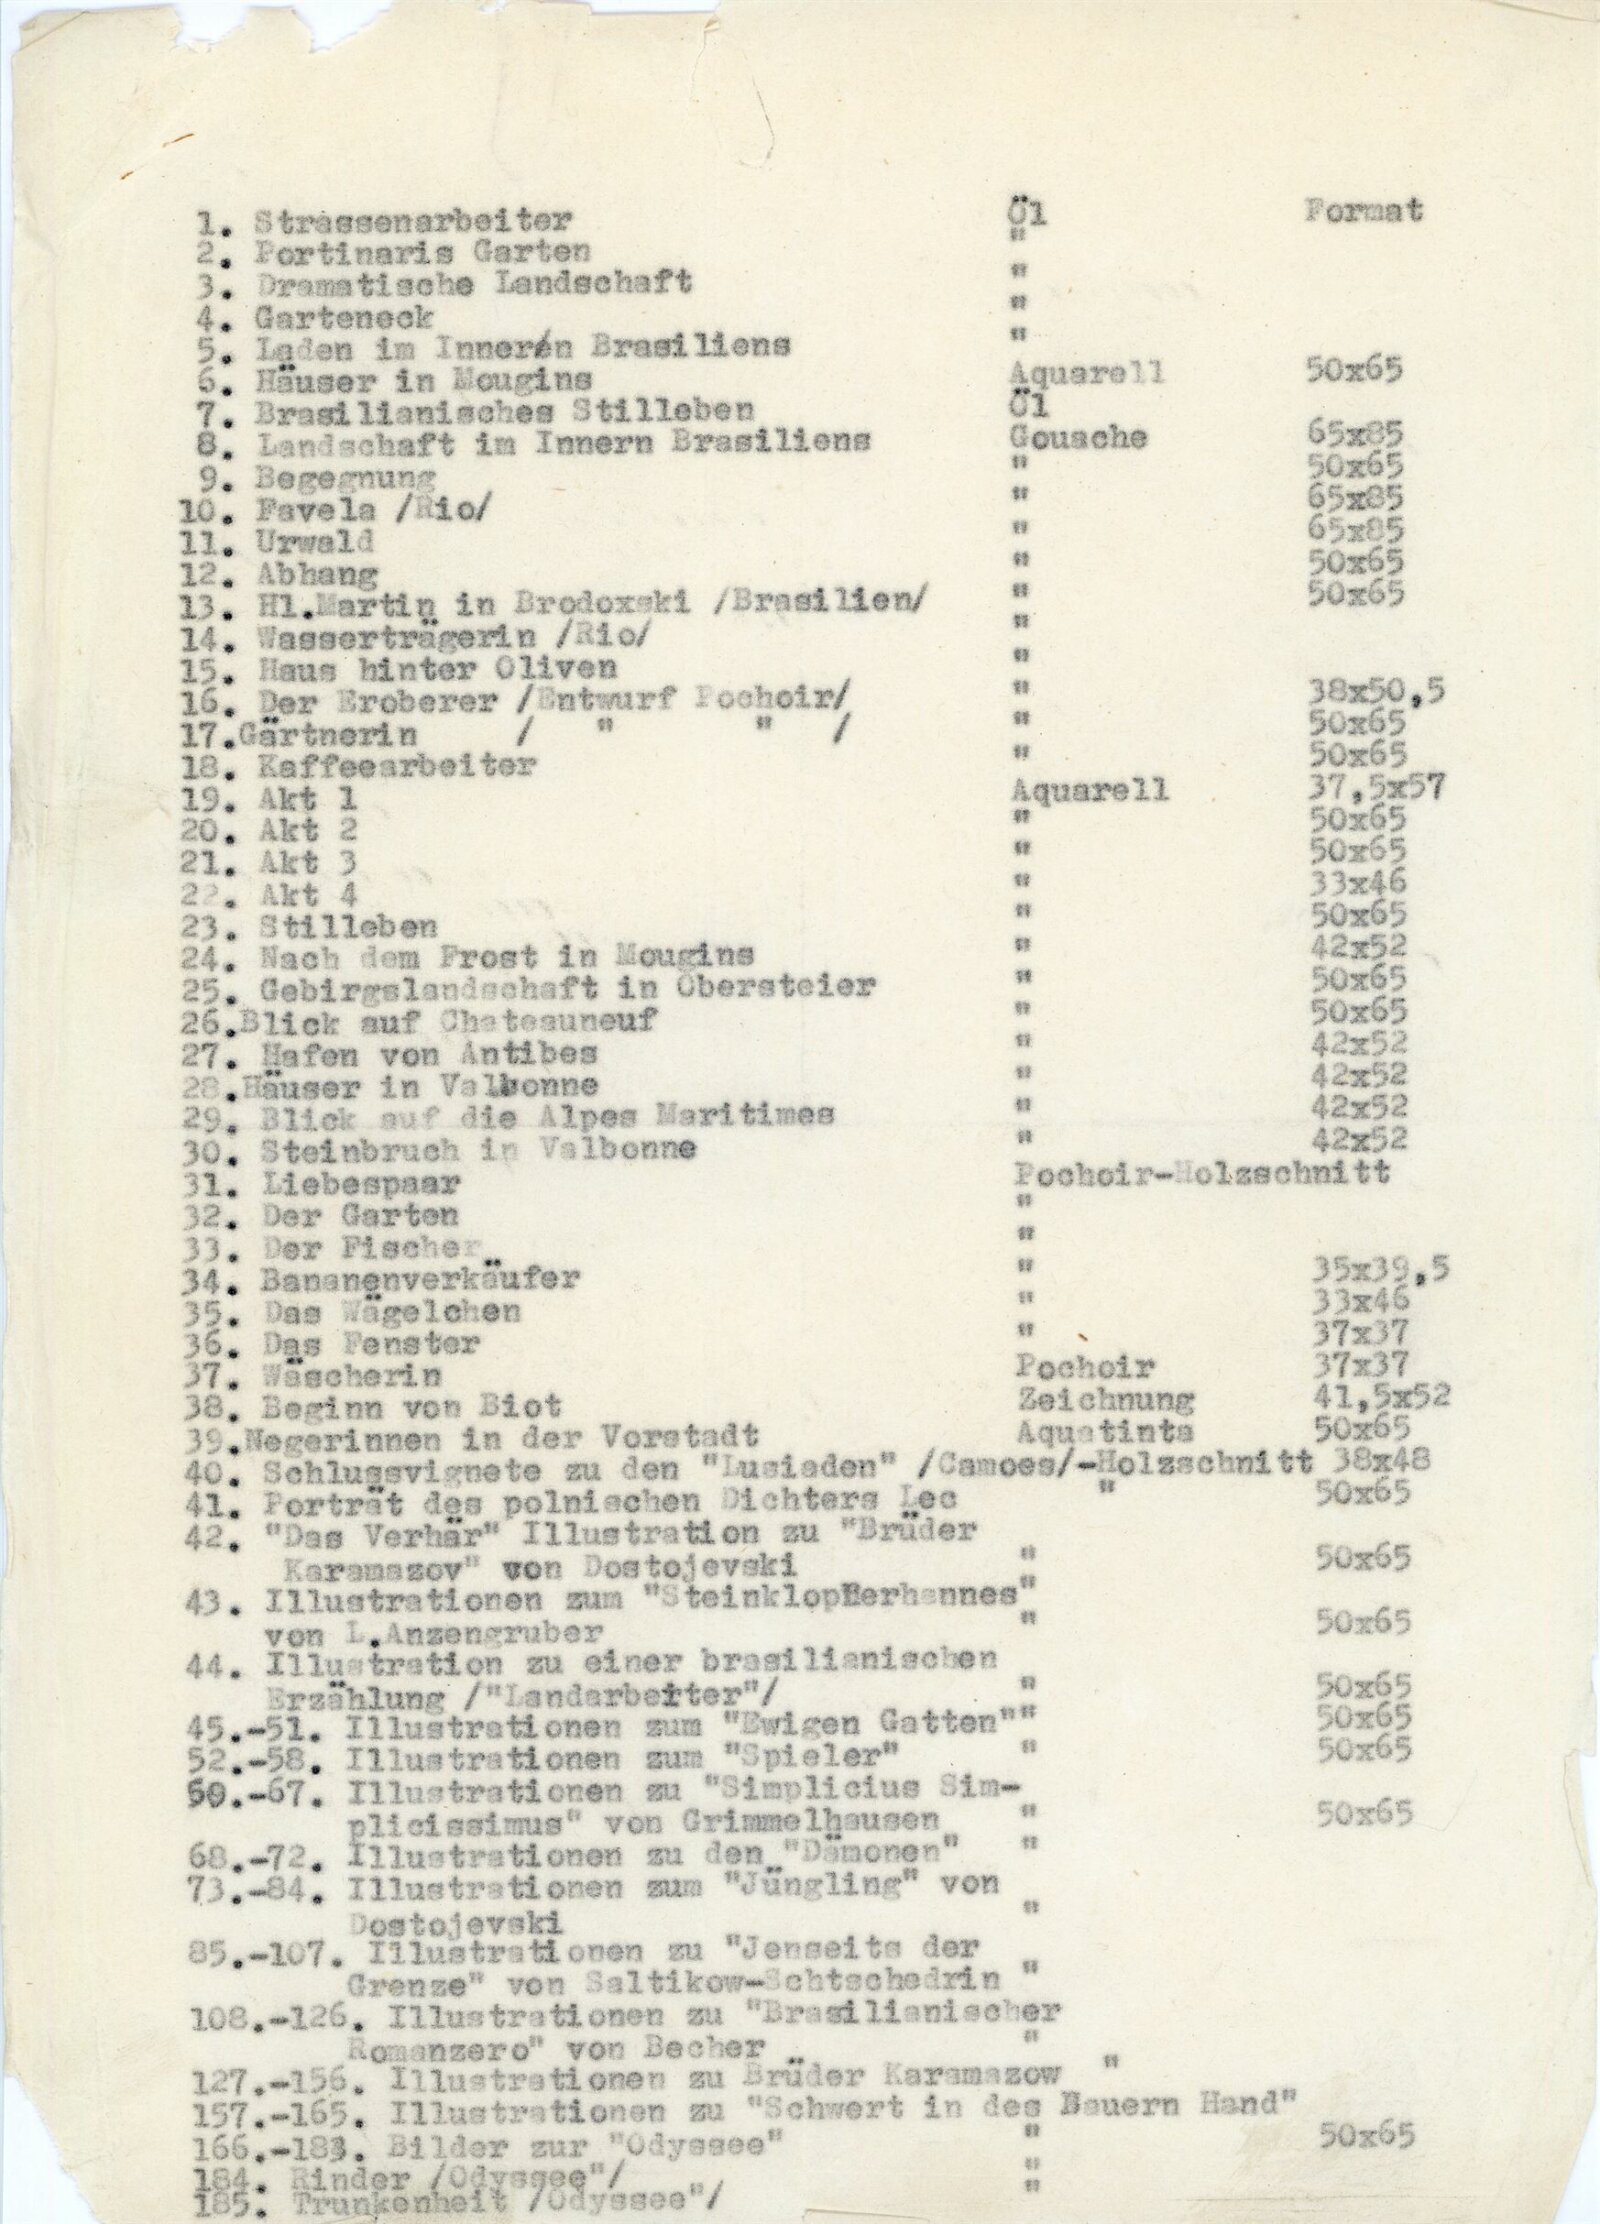 1. Strassenarbeiter Öl Format
2. Portinaris Garten "
3. Dramatische Landschaft "
4. Garteneck "
5. Laden im Innern Brasiliens "
6. Häuser in Mougins Aquarell 50x65
7. Brasilianisches Stilleben Öl
8. Landschaft im Innern Brasiliens Gouache 65x85
9. Begegnung " 50x65
10. Favela /Rio/ " 65x85
11. Urwald " 65x85
12. Abhang " 50x65
13. Hl.Martin in Brodoxski /Brasilien/ " 50x65
14. Wasserträgerin /Rio/ "
15. Haus hinter Oliven "
16. Der Eroberer /Entwurf Pochoir/ " 38x50,5
17.Gärtnerin / " " / " 50x65
18. Kaffeearbeiter " 50x65
19. Akt 1 Aquarell 37,5x57
20. Akt 2 " 50x65
21. Akt 3 " 50x65
22. Akt 4 " 33x46
23. Stilleben " 50x65
24. Nach dem Frost in Mougins " 42x52
25. Gebirgslandschaft in Obersteier " 50x65
26.Blick auf Chateauneuf " 50x65
27. Hafen von Antibes " 42x52
28.Häuser in Valbonne " 42x52
29. Blick auf die Alpes Maritimes " 42x52
30. Steinbruch in Valbonne " 42x52
31. Liebespaar Pochoir-Holzschnitt
32. Der Garten "
33. Der Fischer "
34. Bananenverkäufer " 35x39,5
35. Das Wägelchen " 33x46
36. Das Fenster " 37x37
37. Wäscherin Pochoir 37x37
38. Beginn von Biot Zeichnung 41,5x52
39.Negerinnen in der Vorstadt Aquatinta 50x65
40. Schlussvignete zu den "Lusiaden" /Camoes/-Holzschnitt 38x48
41. Porträt des polnischen Dichters Lec " 50x65
42. "Das Verhär" Illustration zu "Brüder
Karamazov" von Dostojevski " 50x65
43. Illustrationen zum "Steinklopferhannes"
von L.Anzengruber " 50x65
44. Illustration zu einer brasilianischen
Erzählung /"Landarbeiter"/ " 50x65
45.-51. Illustrationen zum "Ewigen Gatten"" 50x65
52.-58. Illustrationen zum "Spieler" " 50x65
59.-67. Illustrationen zu "Simplicius Sim-
plicissimus" von Grimmelhausen " 50x65
68.-72. Illustrationen zu den "Dämonen" "
73.-84. Illustrationen zum "Jüngling" von
Dostojevski "
85.-107. Illustrationen zu "Jenseits der
Grenze" von Saltikow-Schtschedrin "
108.-126. Illustrationen zu "Brasilianischer
Romanzero" von Becher "
127.-156. Illustrationen zu Brüder Karamazow "
157.-165. Illustrationen zu "Schwert in des Bauern Hand"
166.-183. Bilder zur "Odyssee" " 50x65
184. Rinder /Odyssee"/ "
185. Trunkenheit /Odyssee"/ "